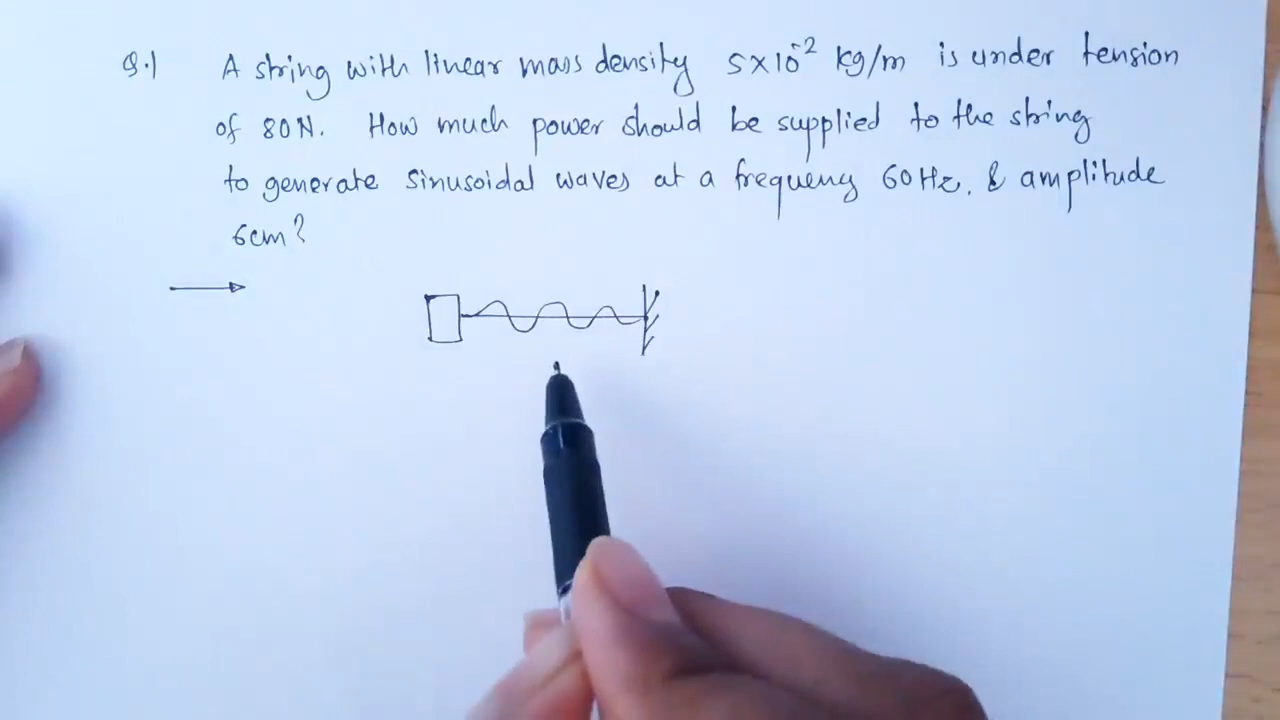 Q.1 A string with linear mass density 5×10⁻² kg/m is under tension
of 80N. How much power should be supplied to the string
to generate sinusoidal waves at a frequency 60Hz, & amplitude
6cm?